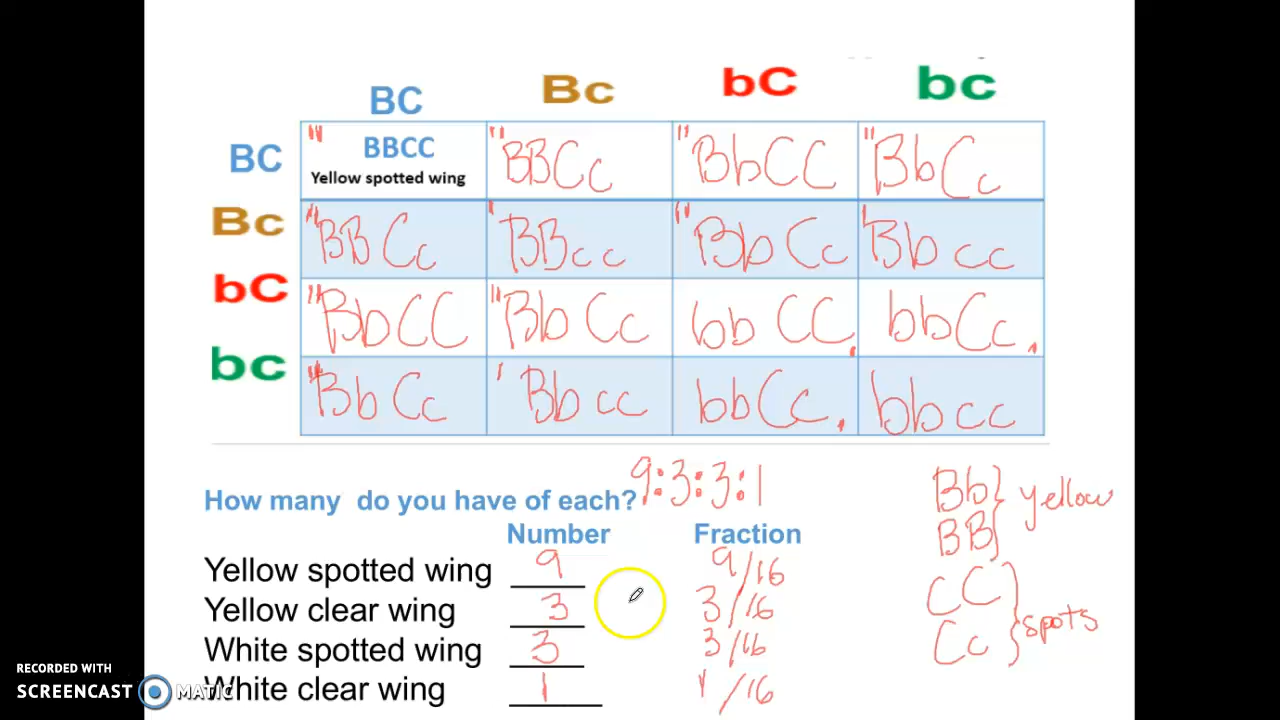 BC Bc bC bc
BC BBCC BBCc BbCC BbCc
Yellow spotted wing
Bc BBCc BBcc BbCc Bbcc
bC BbCC BbCc bbCC bbCc
bc BbCc Bbcc bbCc bbcc
How many do you have of each? 9:3:3:1
Number Fraction
Yellow spotted wing 9 9/16
Yellow clear wing 3 3/16
White spotted wing 3 3/16
White clear wing 1 1/16
Bb
BB
yellow
CC
Cc
spots
RECORDED WITH
SCREENCAST MATIC